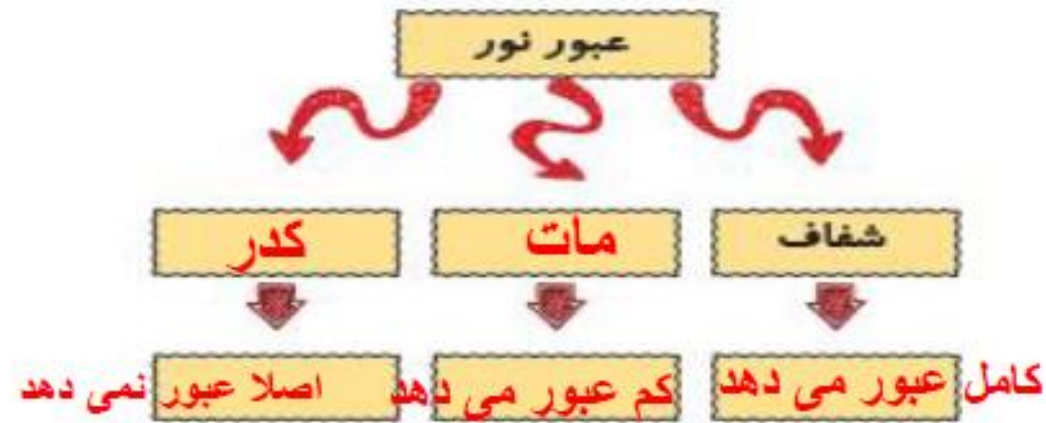 عبور نور
شفاف
مات
کدر
کامل عبور می دهد
کم عبور می دهد
اصلا عبور نمی دهد